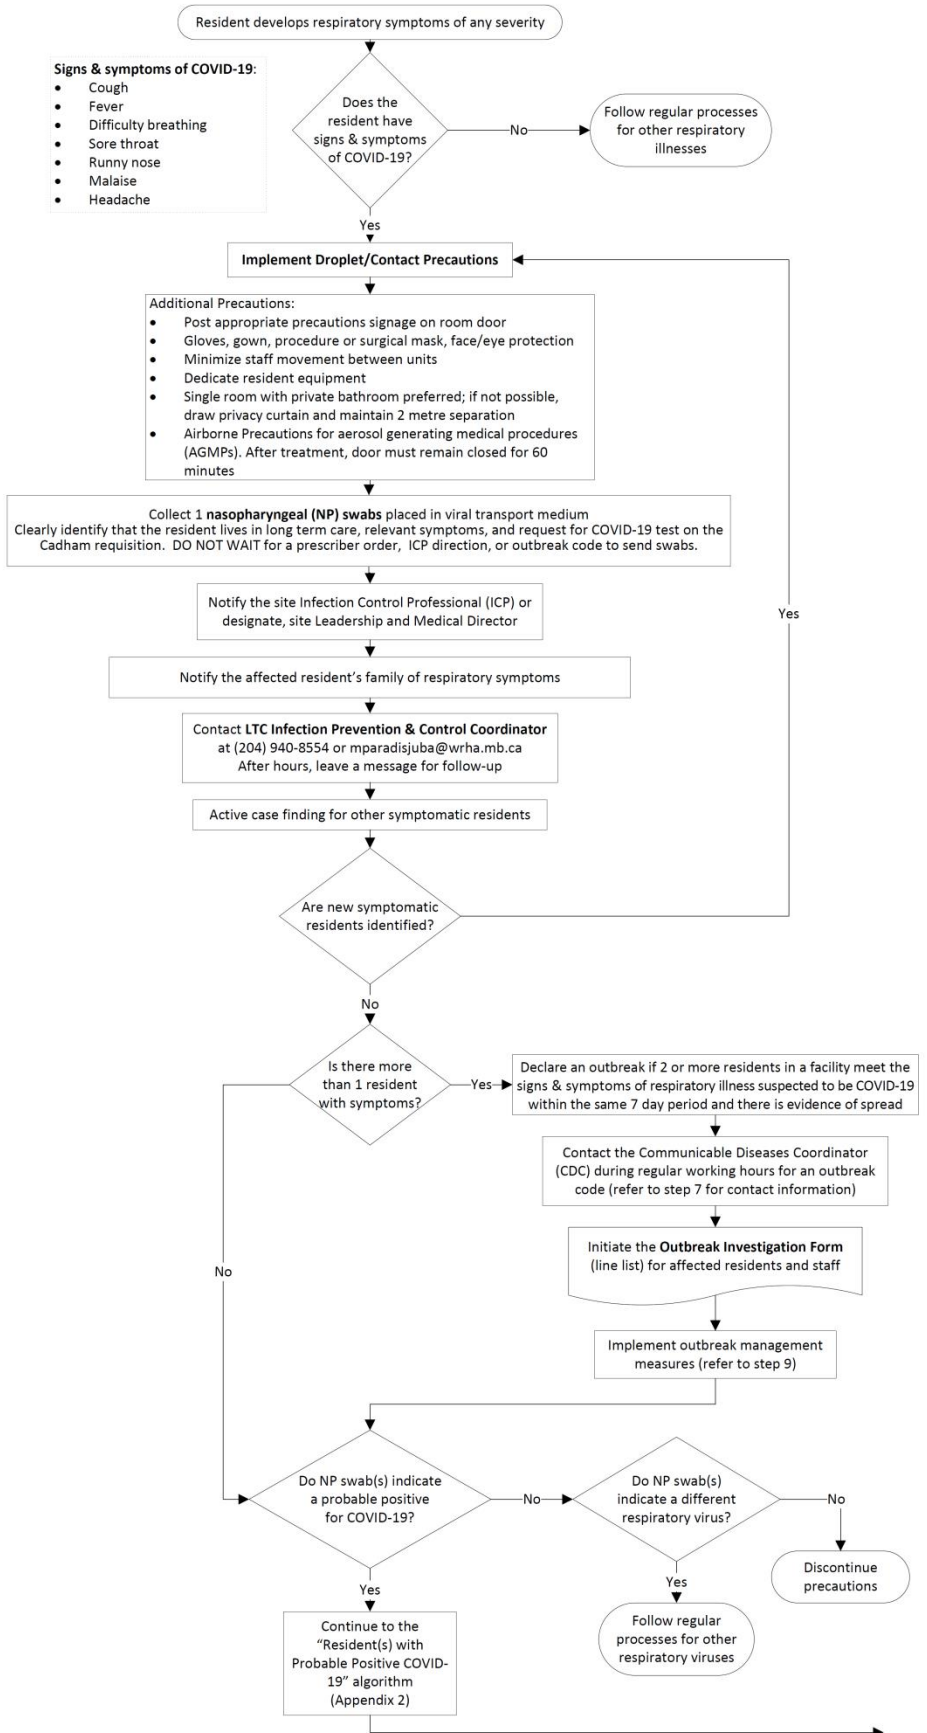 Resident develops respiratory symptoms of any severity
Signs & symptoms of COVID-19:
• Cough
• Fever
• Difficulty breathing
• Sore throat
• Runny nose
• Malaise
• Headache
Does the
resident have
signs & symptoms
of COVID-19?
No
Follow regular processes
for other respiratory
illnesses
Yes
Implement Droplet/Contact Precautions
Additional Precautions:
• Post appropriate precautions signage on room door
• Gloves, gown, procedure or surgical mask, face/eye protection
• Minimize staff movement between units
• Dedicate resident equipment
• Single room with private bathroom preferred; if not possible,
draw privacy curtain and maintain 2 metre separation
• Airborne Precautions for aerosol generating medical procedures
(AGMPs). After treatment, door must remain closed for 60
minutes
Collect 1 nasopharyngeal (NP) swabs placed in viral transport medium
Clearly identify that the resident lives in long term care, relevant symptoms, and request for COVID-19 test on the
Cadham requisition. DO NOT WAIT for a prescriber order, ICP direction, or outbreak code to send swabs.
Notify the site Infection Control Professional (ICP) or
designate, site Leadership and Medical Director
Yes
Notify the affected resident's family of respiratory symptoms
Contact LTC Infection Prevention & Control Coordinator
at (204) 940-8554 or mparadisjuba@wrha.mb.ca
After hours, leave a message for follow-up
Active case finding for other symptomatic residents
Are new symptomatic
residents identified?
No
Is there more
than 1 resident
with symptoms?
Yes
Declare an outbreak if 2 or more residents in a facility meet the
signs & symptoms of respiratory illness suspected to be COVID-19
within the same 7 day period and there is evidence of spread
Contact the Communicable Diseases Coordinator
(CDC) during regular working hours for an outbreak
code (refer to step 7 for contact information)
Initiate the Outbreak Investigation Form
(line list) for affected residents and staff
No
Implement outbreak management
measures (refer to step 9)
Do NP swab(s) indicate
a probable positive
for COVID-19?
No
Do NP swab(s)
indicate a different
respiratory virus?
No
Discontinue
precautions
Yes
Follow regular
processes for other
respiratory viruses
Yes
Continue to the
"Resident(s) with
Probable Positive COVID-
19" algorithm
(Appendix 2)